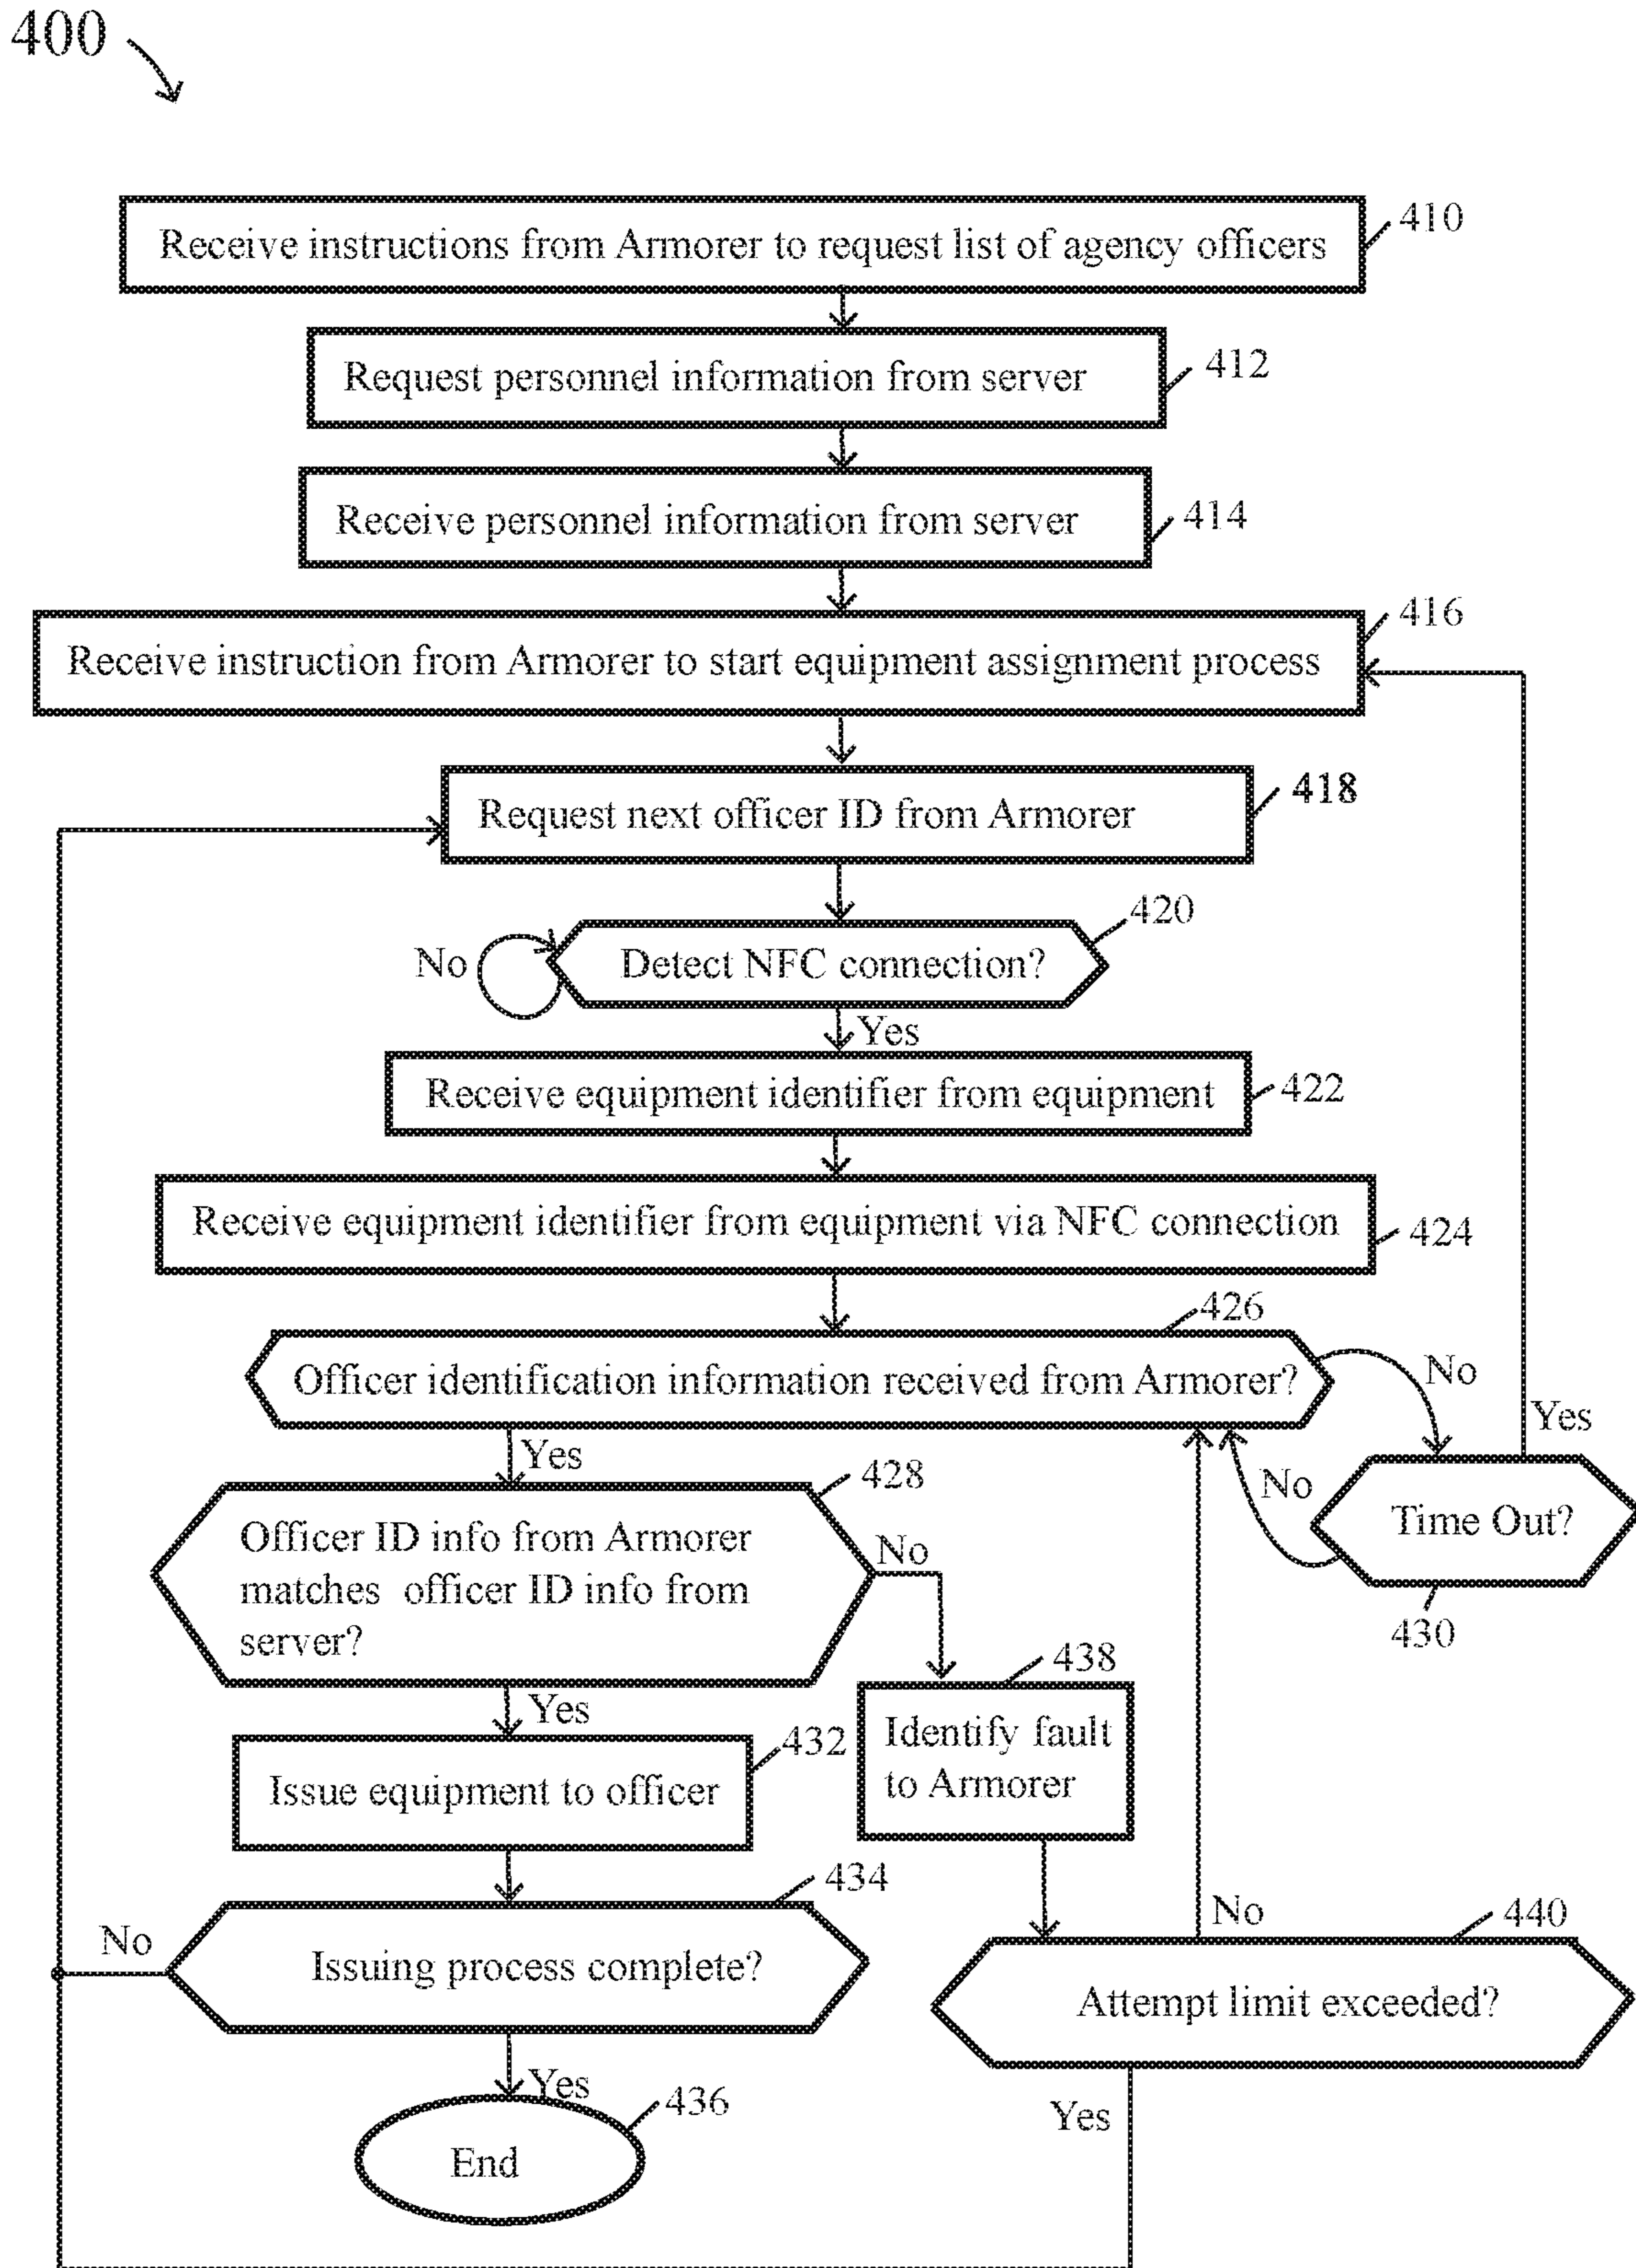 400
Receive instructions from Armorer to request list of agency officers
410
Request personnel information from server
412
Receive personnel information from server
414
416
Receive instruction from Armorer to start equipment assignment process
418
Request next officer ID from Armorer
420
No
Detect NFC connection?
Yes
Receive equipment identifier from equipment
422
Receive equipment identifier from equipment via NFC connection
424
426
Officer identification information received from Armorer?
No
Yes
Yes
428
No
Time Out?
430
Officer ID info from Armorer
matches officer ID info from
server?
No
438
Yes
432
Identify fault
to Armorer
Issue equipment to officer
434
No
No
440
Issuing process complete?
Attempt limit exceeded?
Yes
436
Yes
End